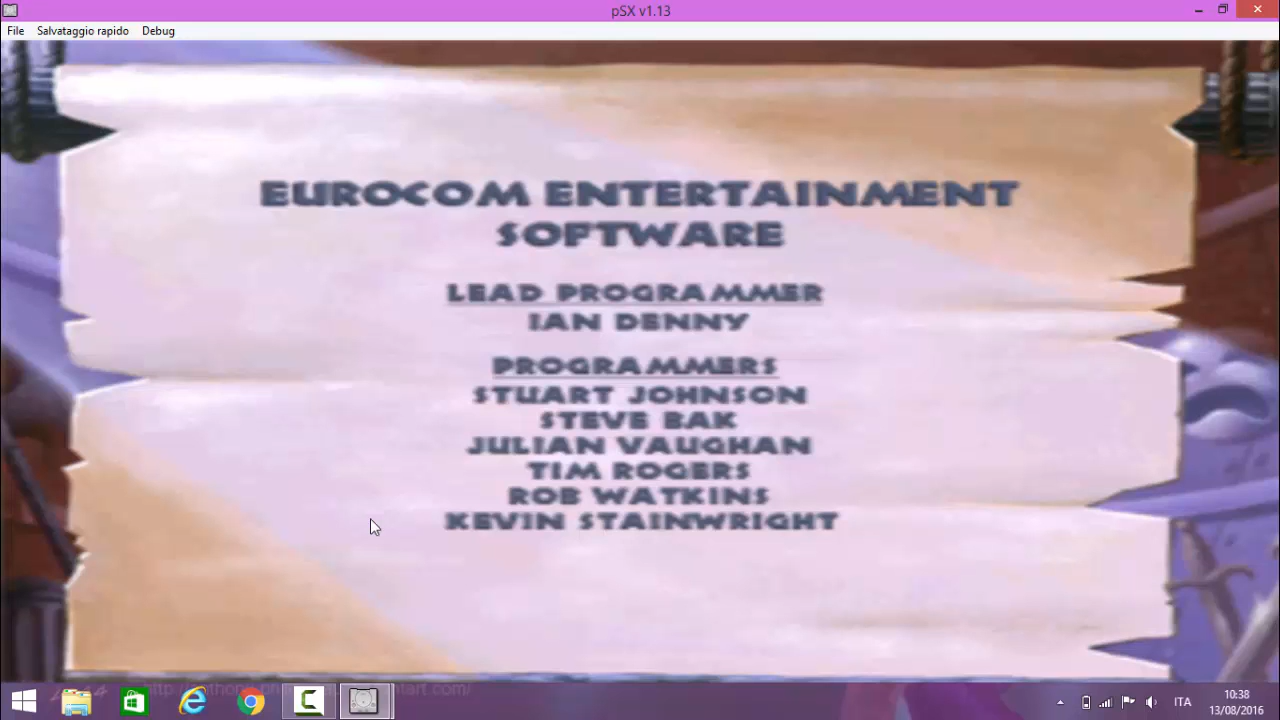 pSX v1.13
File Salvataggio rapido Debug
EUROCOM ENTERTAINMENT
SOFTWARE
LEAD PROGRAMMER
IAN DENNY
PROGRAMMERS
STUART JOHNSON
STEVE BAK
JULIAN VAUGHAN
TIM ROGERS
ROB WATKINS
KEVIN STAINWRIGHT
ITA
10:38
13/08/2016